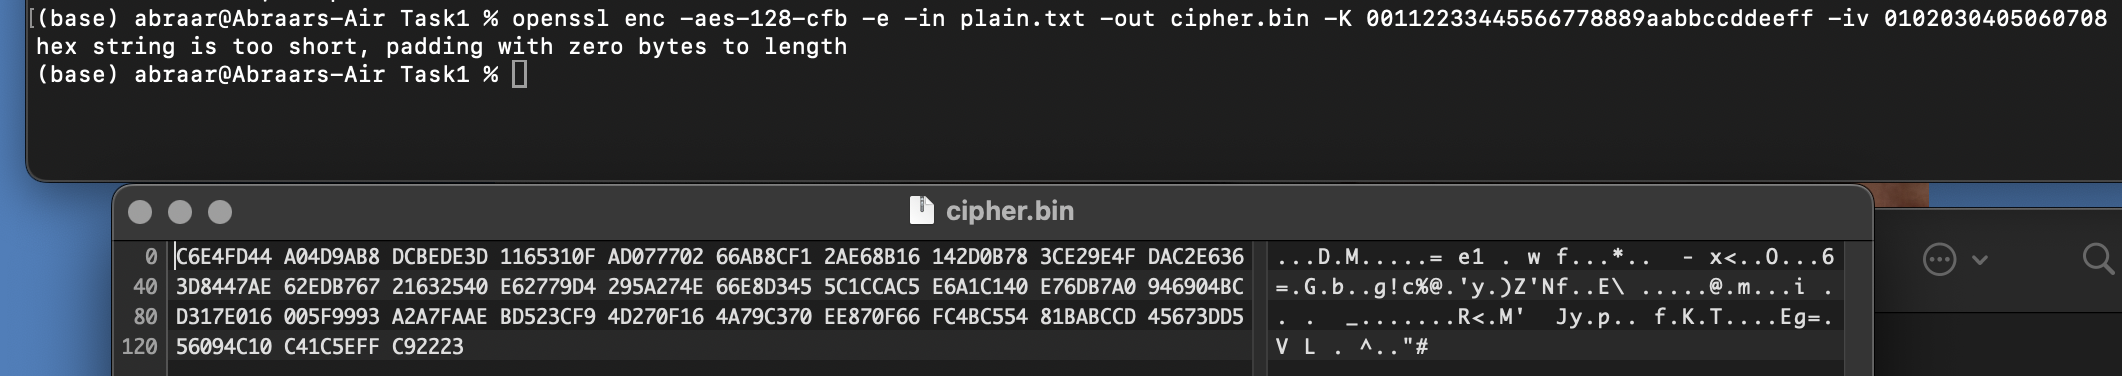 (base) abraar@Abraars-Air Task1 % openssl enc -aes-128-cfb -e -in plain.txt -out cipher.bin -K 00112233445566778889aabbccddeeff -iv 0102030405060708
hex string is too short, padding with zero bytes to length
(base) abraar@Abraars-Air Task1 %
cipher.bin
0 C6E4FD44 A04D9AB8 DCBEDE3D 1165310F AD077702 66AB8CF1 2AE68B16 142D0B78 3CE29E4F DAC2E636 ...D.M.....= e1 . w f...*.. - x<..O...6
40 3D8447AE 62EDB767 21632540 E62779D4 295A274E 66E8D345 5C1CCAC5 E6A1C140 E76DB7A0 946904BC =.G.b..g!c%@.'y.)Z'Nf..E\ .....@.m...i .
80 D317E016 005F9993 A2A7FAAE BD523CF9 4D270F16 4A79C370 EE870F66 FC4BC554 81BABCCD 45673DD5 . . _.......R<.M' Jy.p.. f.K.T....Eg=.
120 56094C10 C41C5EFF C92223 V L . ^.."#